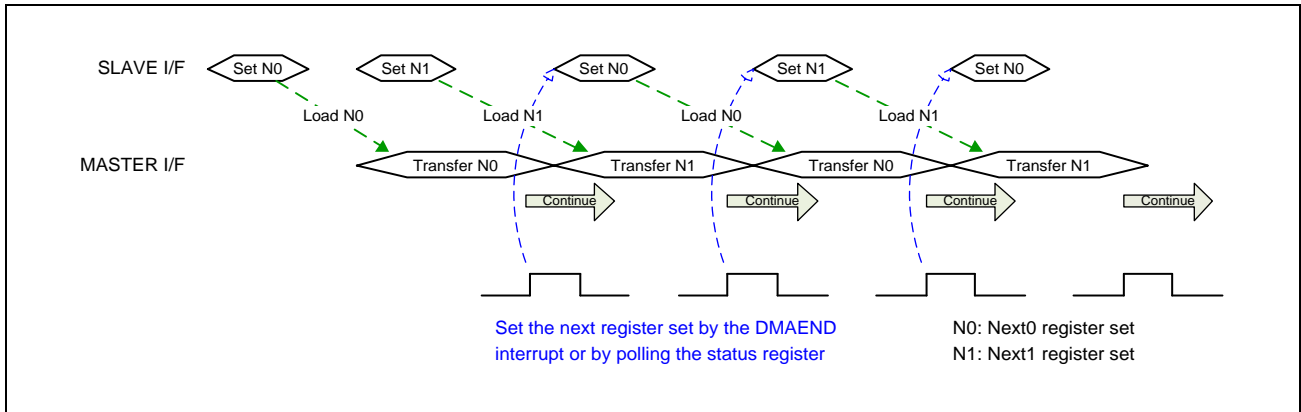 SLAVE I/F Set N0 Set N1 Set N0 Set N1 Set N0
Load N0 Load N1 Load N0 Load N1
MASTER I/F Transfer N0 Transfer N1 Transfer N0 Transfer N1
Continue Continue Continue Continue
Set the next register set by the DMAEND
interrupt or by polling the status register
N0: Next0 register set
N1: Next1 register set